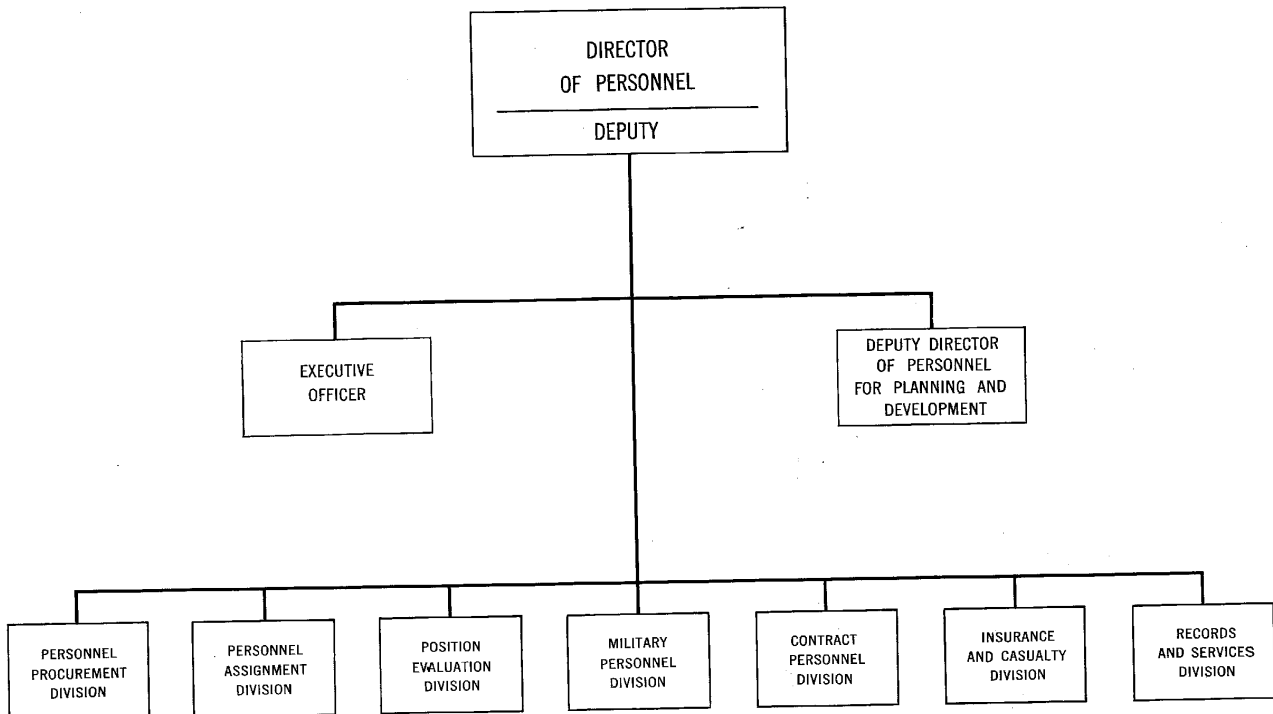 DIRECTOR
OF PERSONNEL
DEPUTY
EXECUTIVE
OFFICER
DEPUTY DIRECTOR
OF PERSONNEL
FOR PLANNING AND
DEVELOPMENT
PERSONNEL
PROCUREMENT
DIVISION
PERSONNEL
ASSIGNMENT
DIVISION
POSITION
EVALUATION
DIVISION
MILITARY
PERSONNEL
DIVISION
CONTRACT
PERSONNEL
DIVISION
INSURANCE
AND CASUALTY
DIVISION
RECORDS
AND SERVICES
DIVISION